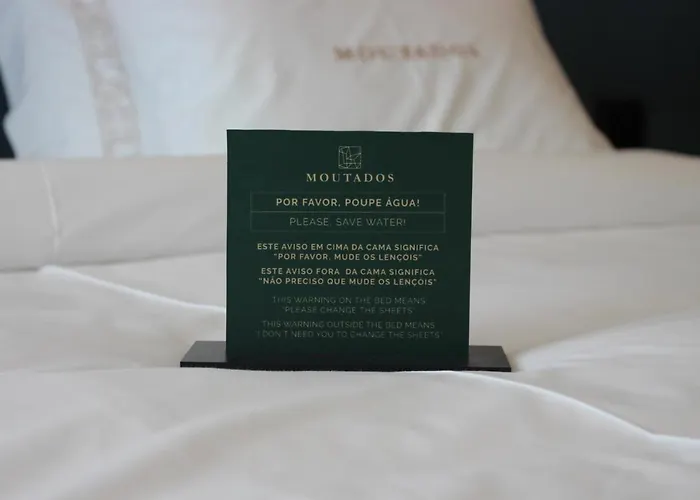 MOUTADOS
MOUTADOS
POR FAVOR, POUPE ÁGUA!
PLEASE, SAVE WATER!
ESTE AVISO EM CIMA DA CAMA SIGNIFICA
"POR FAVOR, MUDE OS LENÇOIS"
ESTE AVISO FORA DA CAMA SIGNIFICA
"NÃO PRECISO QUE MUDE OS LENÇOIS"
THIS WARNING ON THE BED MEANS
"PLEASE CHANGE THE SHEETS"
THIS WARNING OUTSIDE THE BED MEANS
"I DON´T NEED YOU TO CHANGE THE SHEETS"